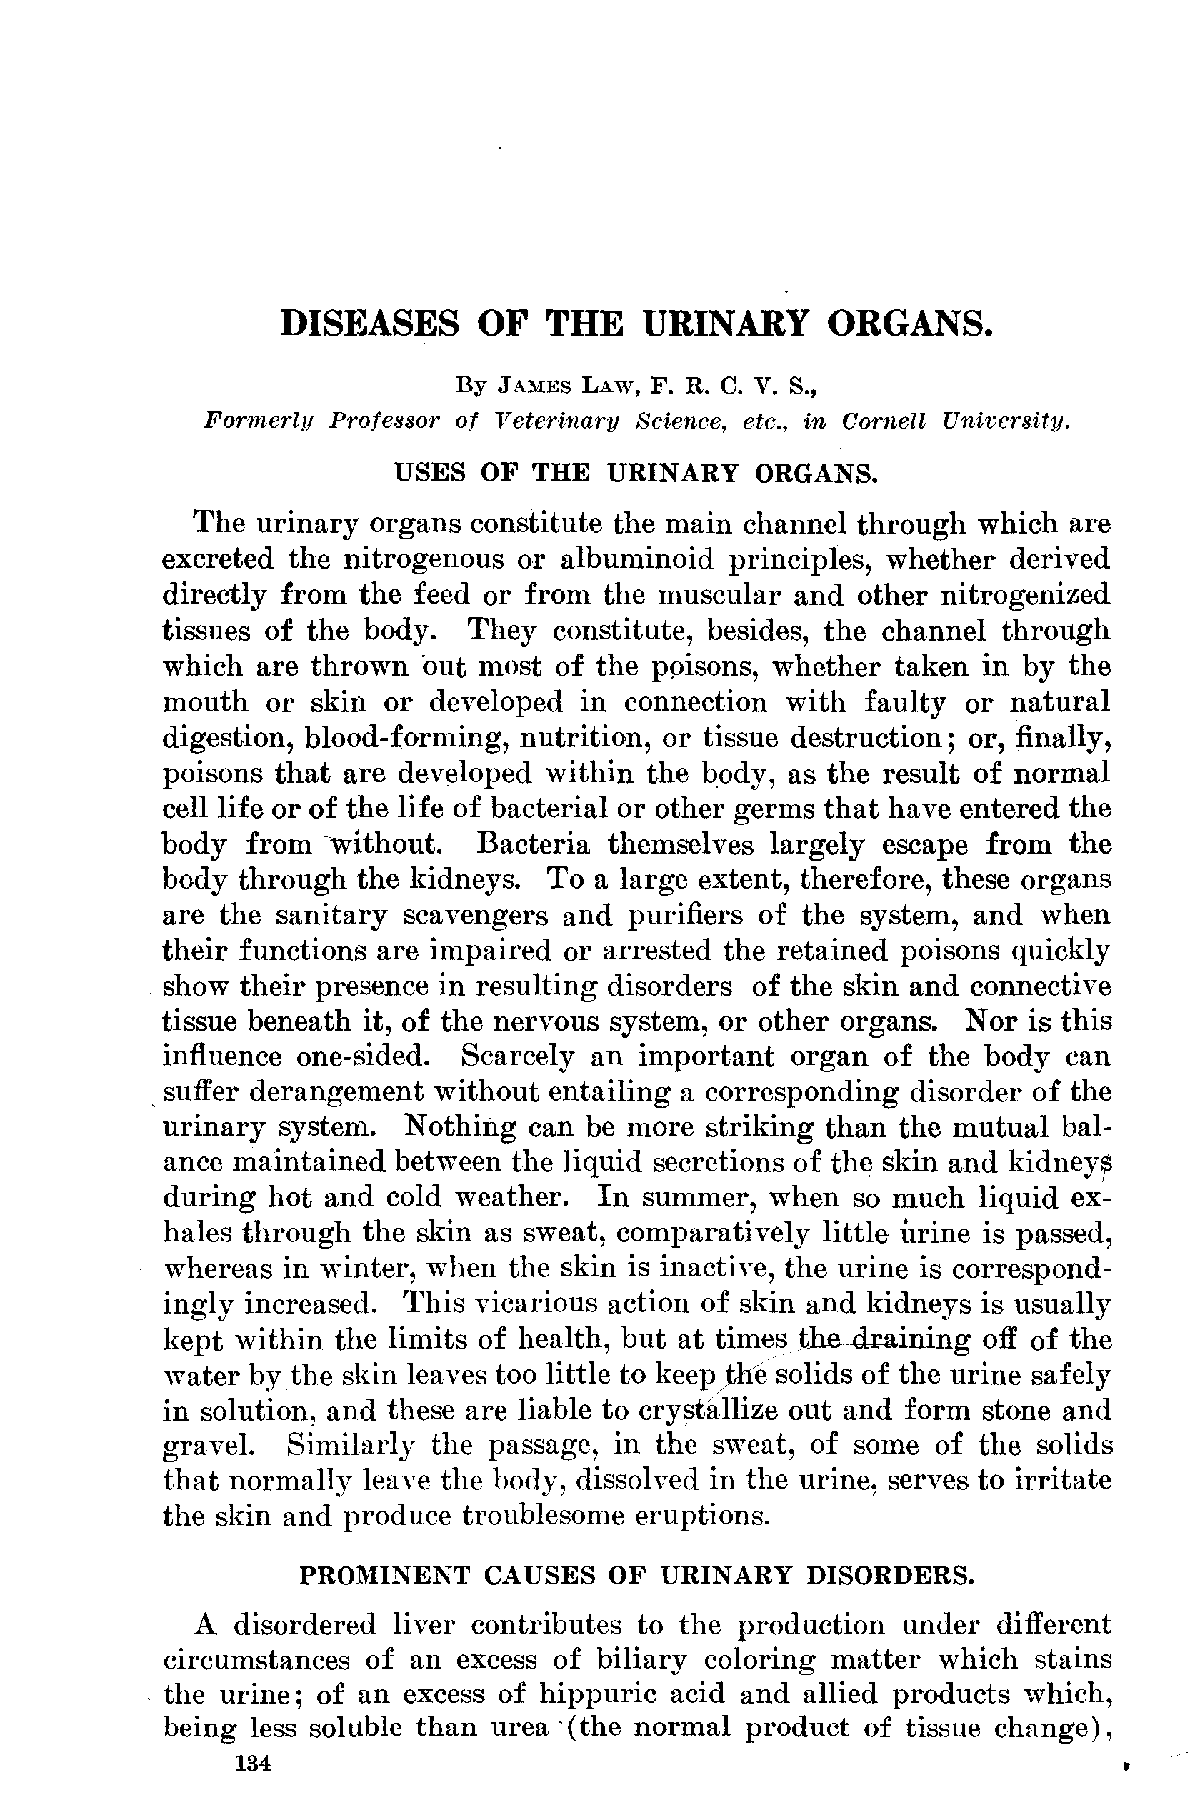 DISEASES OF THE URINARY ORGANS.
By JAMES LAW, F. R. C. V. S.,
Formerly Professor of Veterinary Science, etc., in Cornell University.
USES OF THE URINARY ORGANS.
The urinary organs constitute the main channel through which are
excreted the nitrogenous or albuminoid principles, whether derived
directly from the feed or from the muscular and other nitrogenized
tissues of the body. They constitute, besides, the channel through
which are thrown out most of the poisons, whether taken in by the
mouth or skin or developed in connection with faulty or natural
digestion, blood-forming, nutrition, or tissue destruction; or, finally,
poisons that are developed within the body, as the result of normal
cell life or of the life of bacterial or other germs that have entered the
body from without. Bacteria themselves largely escape from the
body through the kidneys. To a large extent, therefore, these organs
are the sanitary scavengers and purifiers of the system, and when
their functions are impaired or arrested the retained poisons quickly
show their presence in resulting disorders of the skin and connective
tissue beneath it, of the nervous system, or other organs. Nor is this
influence one-sided. Scarcely an important organ of the body can
suffer derangement without entailing a corresponding disorder of the
urinary system. Nothing can be more striking than the mutual bal-
ance maintained between the liquid secretions of the skin and kidneys
during hot and cold weather. In summer, when so much liquid ex-
hales through the skin as sweat, comparatively little urine is passed,
whereas in winter, when the skin is inactive, the urine is correspond-
ingly increased. This vicarious action of skin and kidneys is usually
kept within the limits of health, but at times the draining off of the
water by the skin leaves too little to keep the solids of the urine safely
in solution, and these are liable to crystallize out and form stone and
gravel. Similarly the passage, in the sweat, of some of the solids
that normally leave the body, dissolved in the urine, serves to irritate
the skin and produce troublesome eruptions.
PROMINENT CAUSES OF URINARY DISORDERS.
A disordered liver contributes to the production under different
circumstances of an excess of biliary coloring matter which stains
the urine; of an excess of hippuric acid and allied products which,
being less soluble than urea (the normal product of tissue change),
134